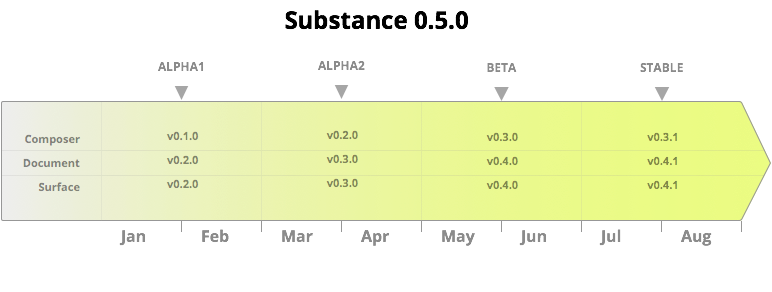 Substance 0.5.0
ALPHA1 ALPHA2 BETA STABLE
Composer v0.1.0 v0.2.0 v0.3.0 v0.3.1
Document v0.2.0 v0.3.0 v0.4.0 v0.4.1
Surface v0.2.0 v0.3.0 v0.4.0 v0.4.1
Jan Feb Mar Apr May Jun Jul Aug